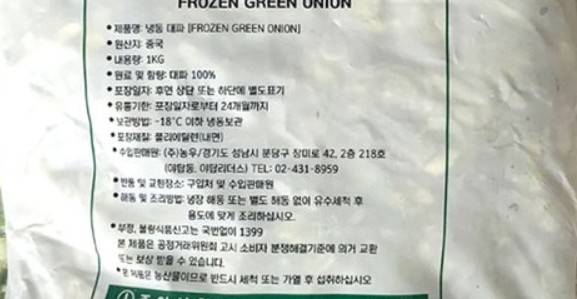 FROZEN GREEN ONION
• 제품명: 냉동 대파 [FROZEN GREEN ONION]
• 원산지: 중국
• 내용량: 1KG
• 원료 및 함량: 대파 100%
• 포장일자: 후면 상단 또는 하단에 별도표기
• 유통기한: 포장일자로부터 24개월까지
• 보관방법: -18°C 이하 냉동보관
• 포장재질: 폴리에틸렌(내면)
• 수입판매원: (주)농우/경기도 성남시 분당구 장미로 42, 2층 218호
(야탑동, 야탑리더스) TEL: 02-431-8959
• 반품 및 교환장소: 구입처 및 수입판매원
• 해동 및 조리방법: 냉장 해동 또는 별도 해동 없이 유수세척 후
용도에 맞게 조리하십시오.
• 부정, 불량식품신고는 국번없이 1399
본 제품은 공정거래위원회 고시 소비자 분쟁해결기준에 의거 교환
또는 보상 받을 수 있습니다.
• 본 제품은 농산물이므로 반드시 세척 또는 가열 후 섭취하십시오